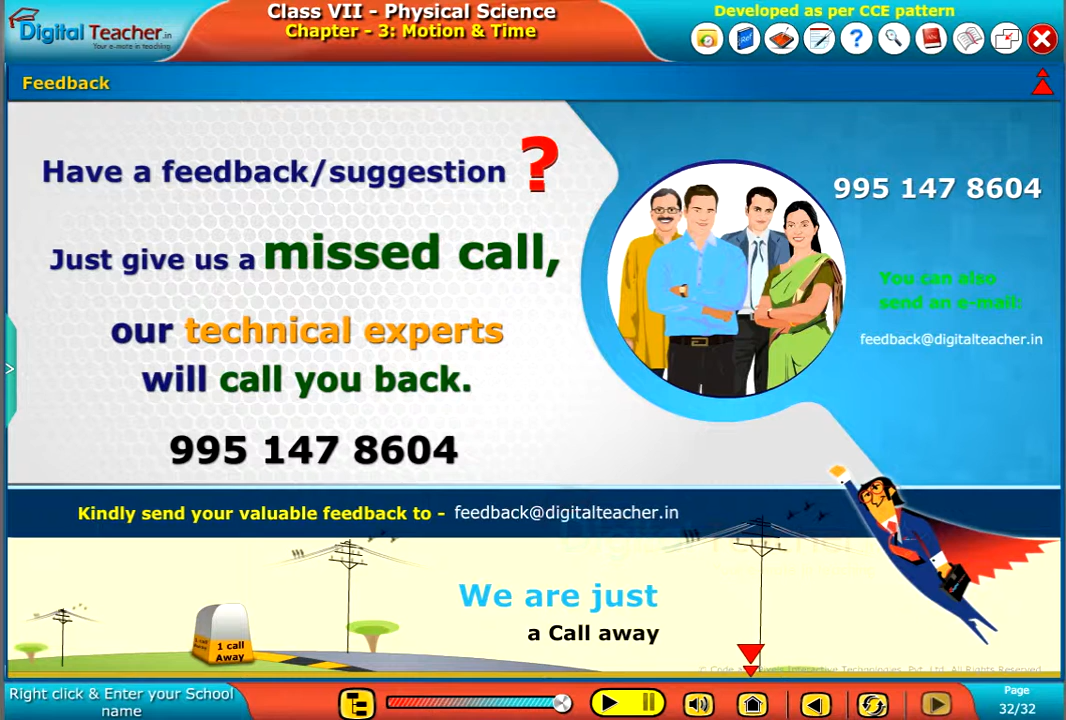 Digital Teacher.in
Your e-mate in teaching
Class VII - Physical Science
Chapter - 3: Motion & Time
Developed as per CCE pattern
Feedback
Have a feedback/suggestion ?
Just give us a missed call,
our technical experts
will call you back.
995 147 8604
995 147 8604
You can also
send an e-mail:
feedback@digitalteacher.in
Kindly send your valuable feedback to - feedback@digitalteacher.in
We are just
a Call away
1 call
Away
Right click & Enter your School
name
Page
32/32